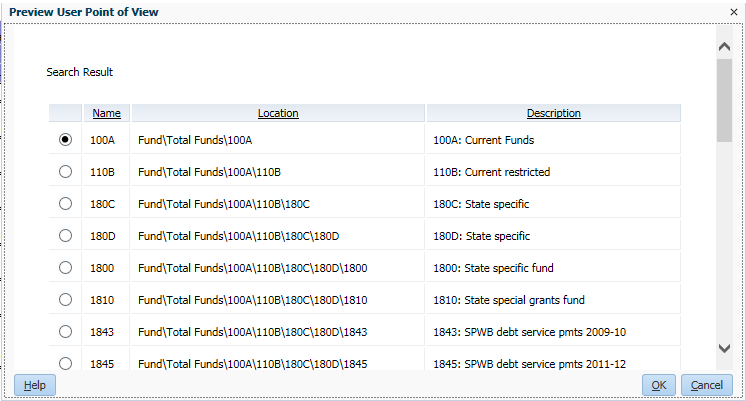 Preview User Point of View ×
Search Result
Name Location Description
100A Fund\Total Funds\100A 100A: Current Funds
110B Fund\Total Funds\100A\110B 110B: Current restricted
180C Fund\Total Funds\100A\110B\180C 180C: State specific
180D Fund\Total Funds\100A\110B\180C\180D 180D: State specific
1800 Fund\Total Funds\100A\110B\180C\180D\1800 1800: State specific fund
1810 Fund\Total Funds\100A\110B\180C\180D\1810 1810: State special grants fund
1843 Fund\Total Funds\100A\110B\180C\180D\1843 1843: SPWB debt service pmts 2009-10
1845 Fund\Total Funds\100A\110B\180C\180D\1845 1845: SPWB debt service pmts 2011-12
Help OK Cancel